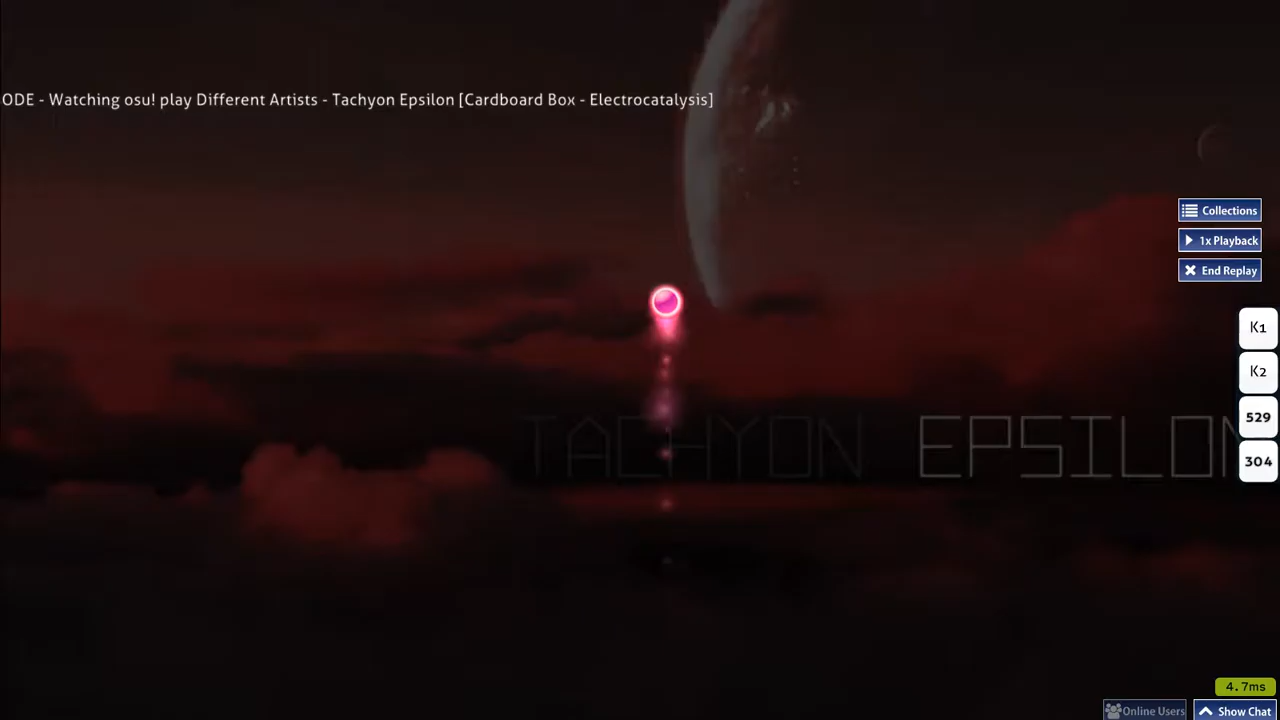 ODE - Watching osu! play Different Artists - Tachyon Epsilon [Cardboard Box - Electrocatalysis]
Collections
1x Playback
End Replay
K1
K2
529
304
TACHYON EPSILON
4.7ms
Online Users
Show Chat